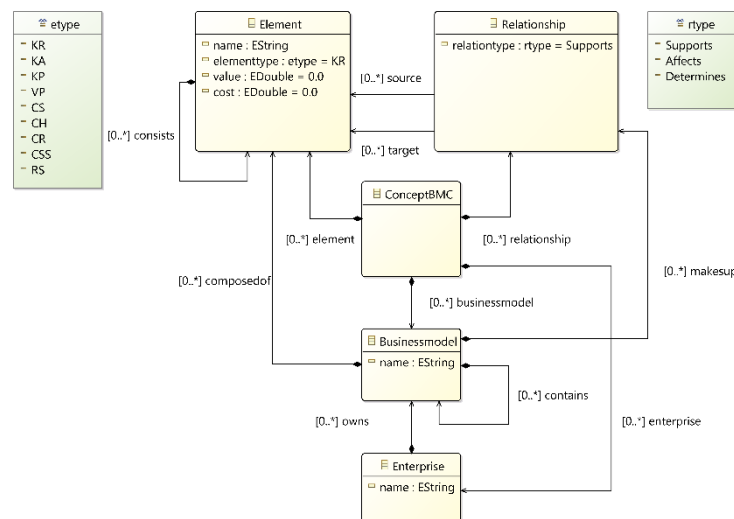 etype
KR
KA
KP
VP
CS
CH
CR
CSS
RS
Element
name : EString
elementtype : etype = KR
value : EDouble = 0.0
cost : EDouble = 0.0
Relationship
relationtype : rtype = Supports
rtype
Supports
Affects
Determines
[0..*] source
[0..*] consists
[0..*] target
ConceptBMC
[0..*] element
[0..*] relationship
[0..*] composedof
[0..*] makesup
[0..*] businessmodel
Businessmodel
name : EString
[0..*] contains
[0..*] owns
[0..*] enterprise
Enterprise
name : EString